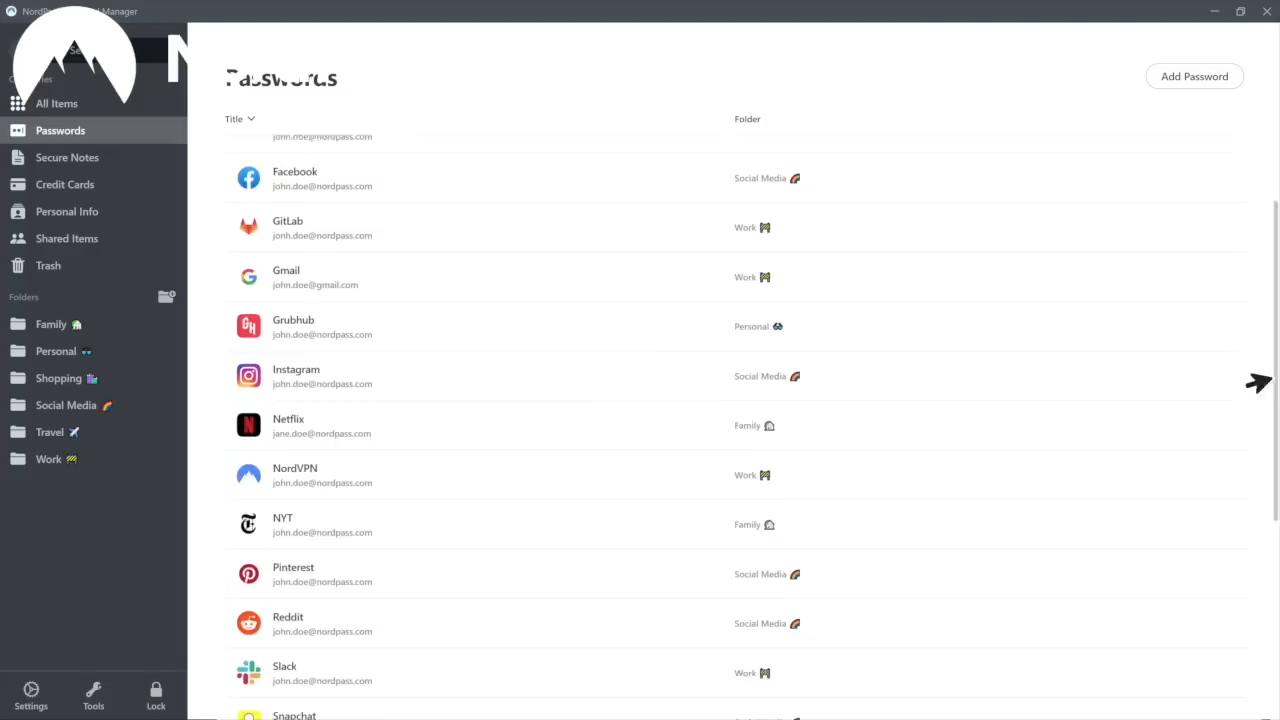 Manager
All Items
Passwords
Secure Notes
Credit Cards
Personal Info
Shared Items
Trash
Folders
Family
Personal
Shopping
Social Media
Travel
Work
Settings
Tools
Lock
Passwords
Add Password
Title
Folder
john.doe@nordpass.com
Facebook
john.doe@nordpass.com
Social Media
GitLab
jonh.doe@nordpass.com
Work
Gmail
john.doe@gmail.com
Work
Grubhub
john.doe@nordpass.com
Personal
Instagram
john.doe@nordpass.com
Social Media
Netflix
jane.doe@nordpass.com
Family
NordVPN
john.doe@nordpass.com
Work
NYT
john.doe@nordpass.com
Family
Pinterest
john.doe@nordpass.com
Social Media
Reddit
john.doe@nordpass.com
Social Media
Slack
john.doe@nordpass.com
Work
Snapchat